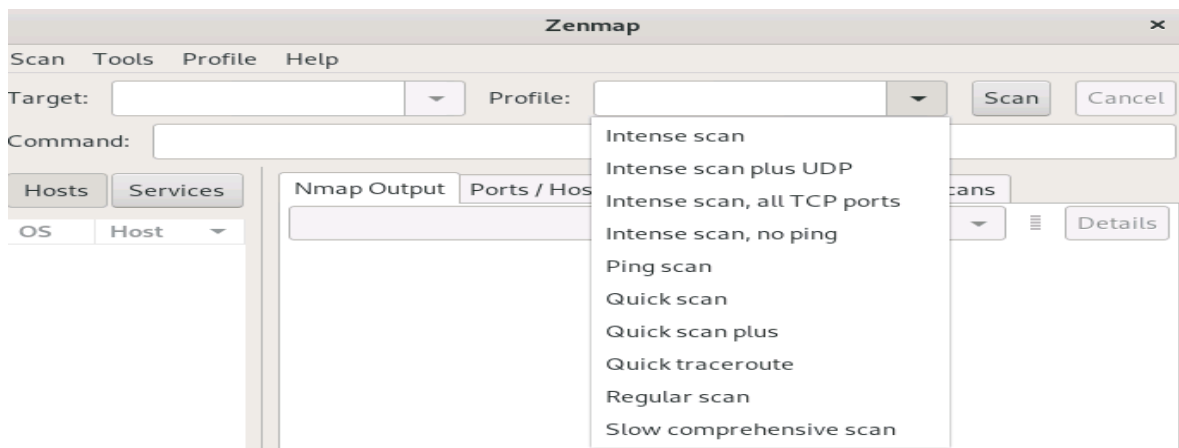 Zenmap ×
Scan Tools Profile Help
Target: Profile: Scan Cancel
Command:
Intense scan
Intense scan plus UDP
Intense scan, all TCP ports
Intense scan, no ping
Ping scan
Quick scan
Quick scan plus
Quick traceroute
Regular scan
Slow comprehensive scan
Hosts Services
Nmap Output Ports / Hos cans
OS Host
Details